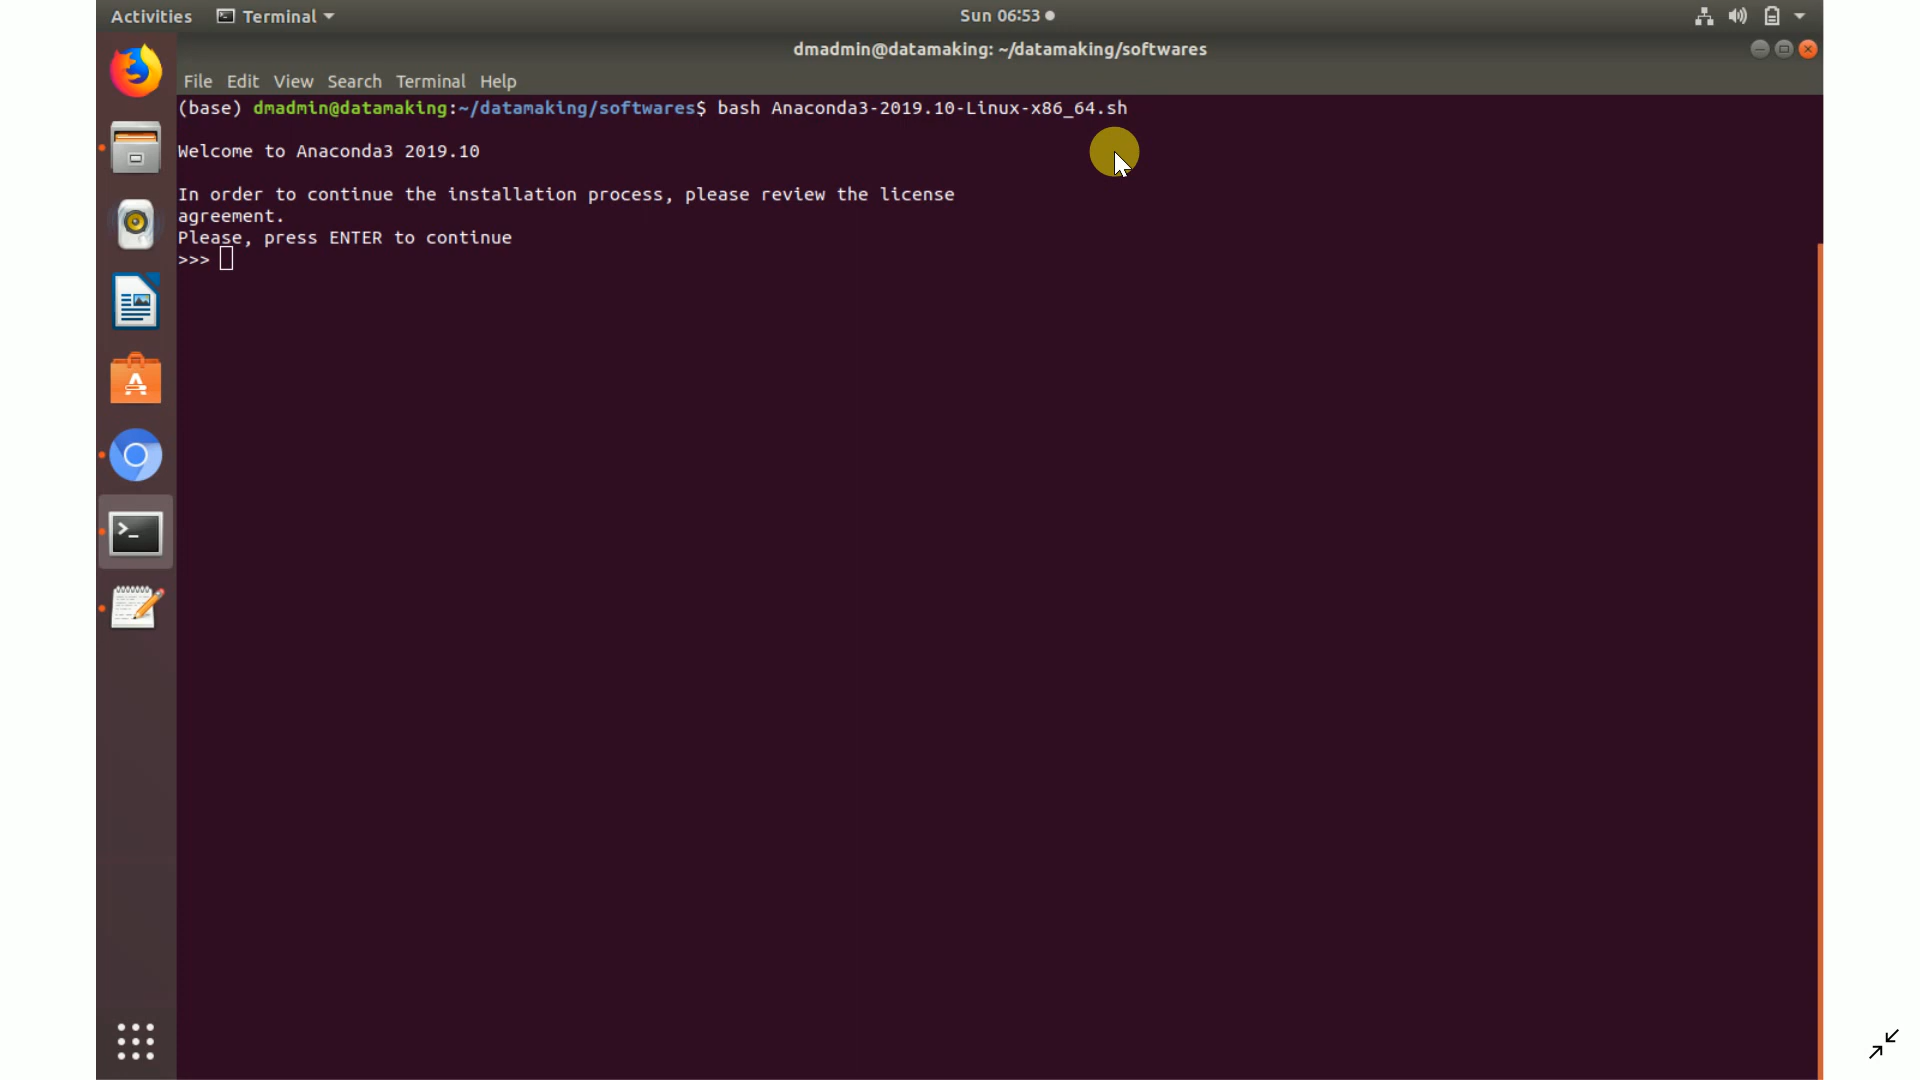 Activities Terminal Sun 06:53
dmadmin@datamaking: ~/datamaking/softwares
File Edit View Search Terminal Help
(base) dmadmin@datamaking:~/datamaking/softwares$ bash Anaconda3-2019.10-Linux-x86_64.sh
Welcome to Anaconda3 2019.10
In order to continue the installation process, please review the license
agreement.
Please, press ENTER to continue
>>>